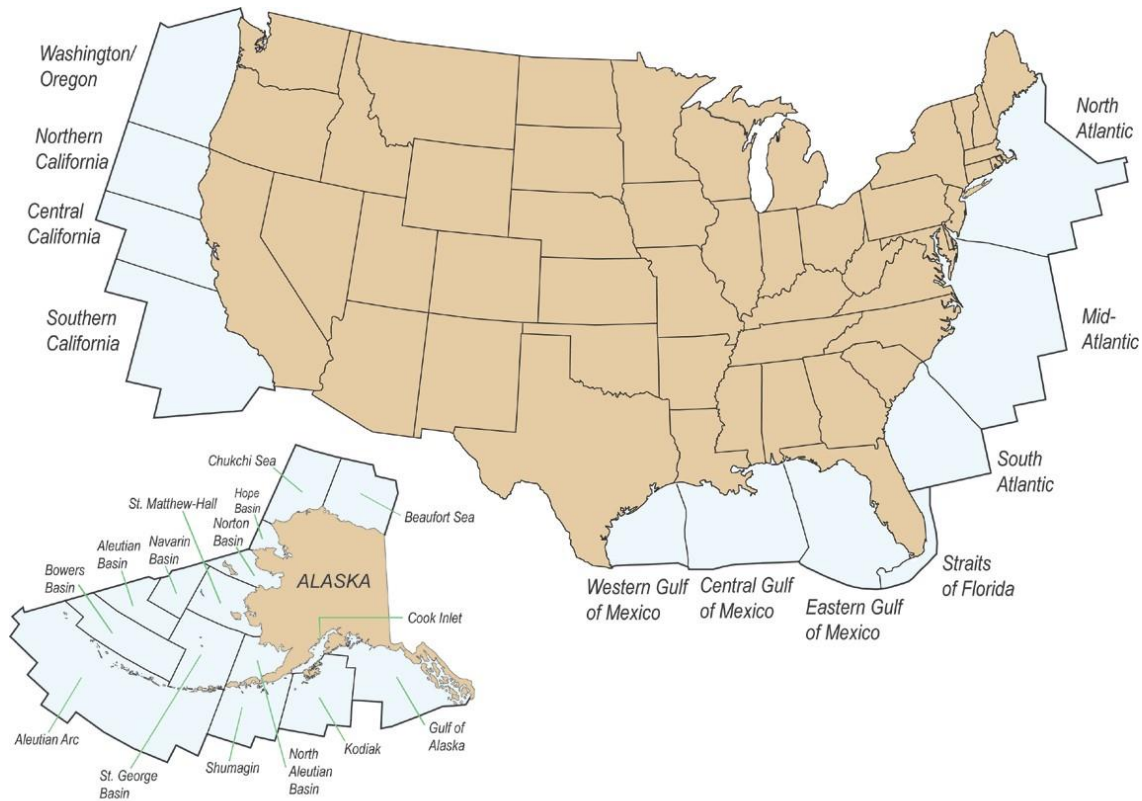 Washington/
Oregon
Northern
California
Central
California
Southern
California
North
Atlantic
Mid-
Atlantic
South
Atlantic
Straits
of Florida
Western Gulf
of Mexico
Central Gulf
of Mexico
Eastern Gulf
of Mexico
Chukchi Sea
Beaufort Sea
Hope
Basin
St. Matthew-Hall
Norton
Basin
Navarin
Basin
Aleutian
Basin
Bowers
Basin
ALASKA
Cook Inlet
Aleutian Arc
St. George
Basin
Shumagin
North
Aleutian
Basin
Kodiak
Gulf of
Alaska